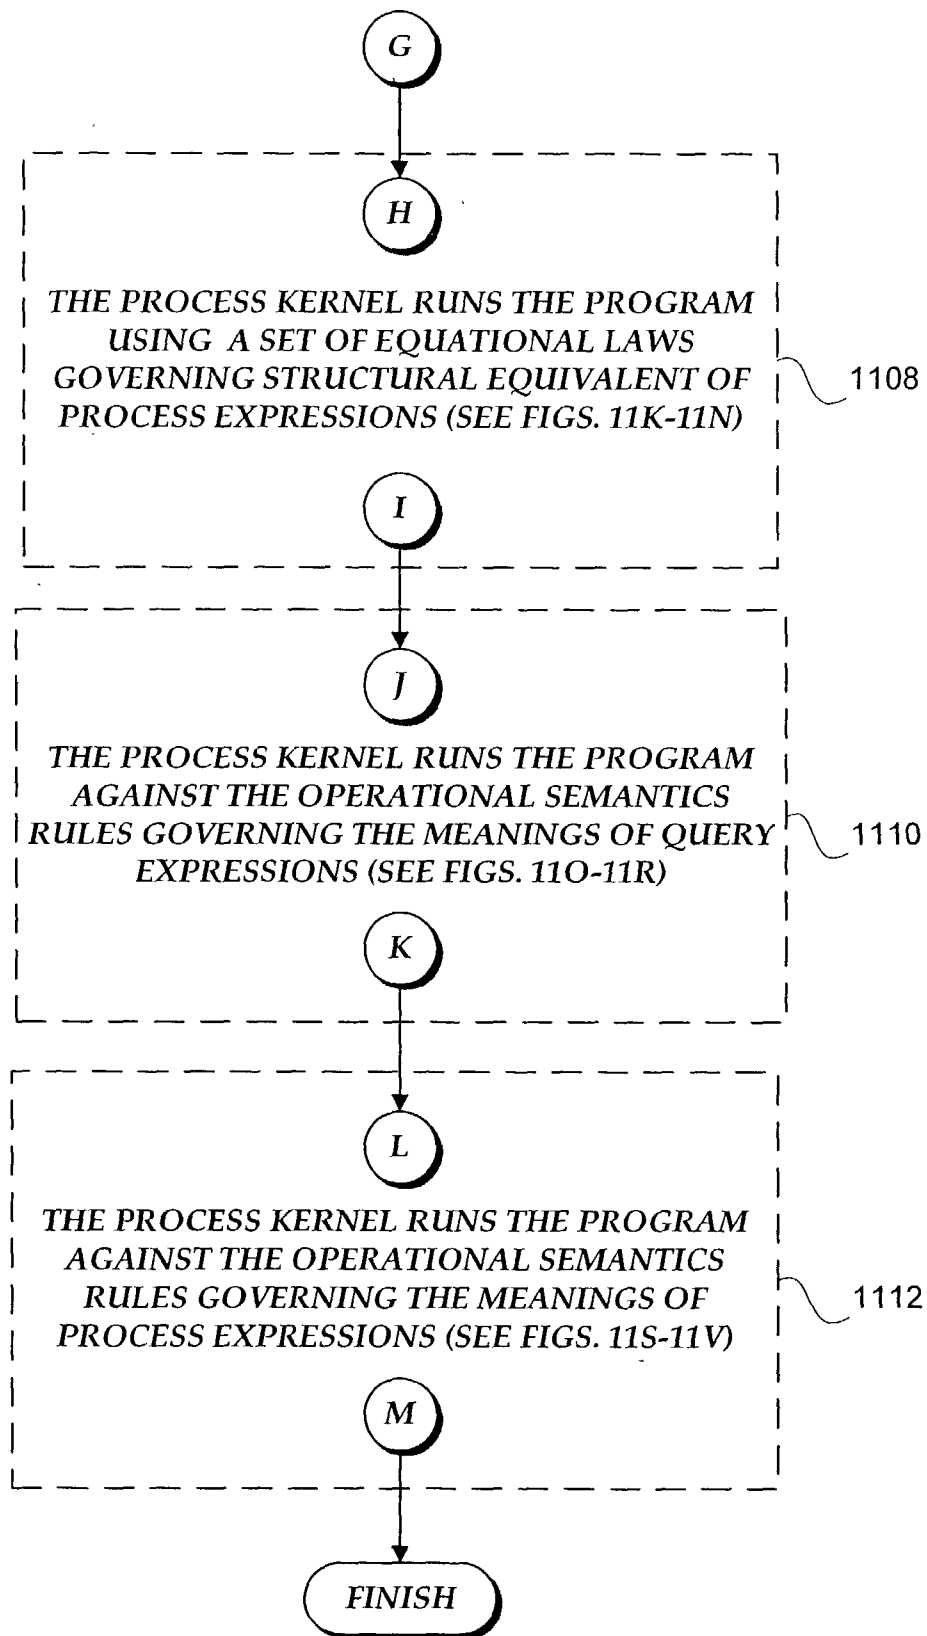 G
H
THE PROCESS KERNEL RUNS THE PROGRAM
USING A SET OF EQUATIONAL LAWS
GOVERNING STRUCTURAL EQUIVALENT OF
PROCESS EXPRESSIONS (SEE FIGS. 11K-11N)
1108
I
J
THE PROCESS KERNEL RUNS THE PROGRAM
AGAINST THE OPERATIONAL SEMANTICS
RULES GOVERNING THE MEANINGS OF QUERY
EXPRESSIONS (SEE FIGS. 11O-11R)
1110
K
L
THE PROCESS KERNEL RUNS THE PROGRAM
AGAINST THE OPERATIONAL SEMANTICS
RULES GOVERNING THE MEANINGS OF
PROCESS EXPRESSIONS (SEE FIGS. 11S-11V)
1112
M
FINISH